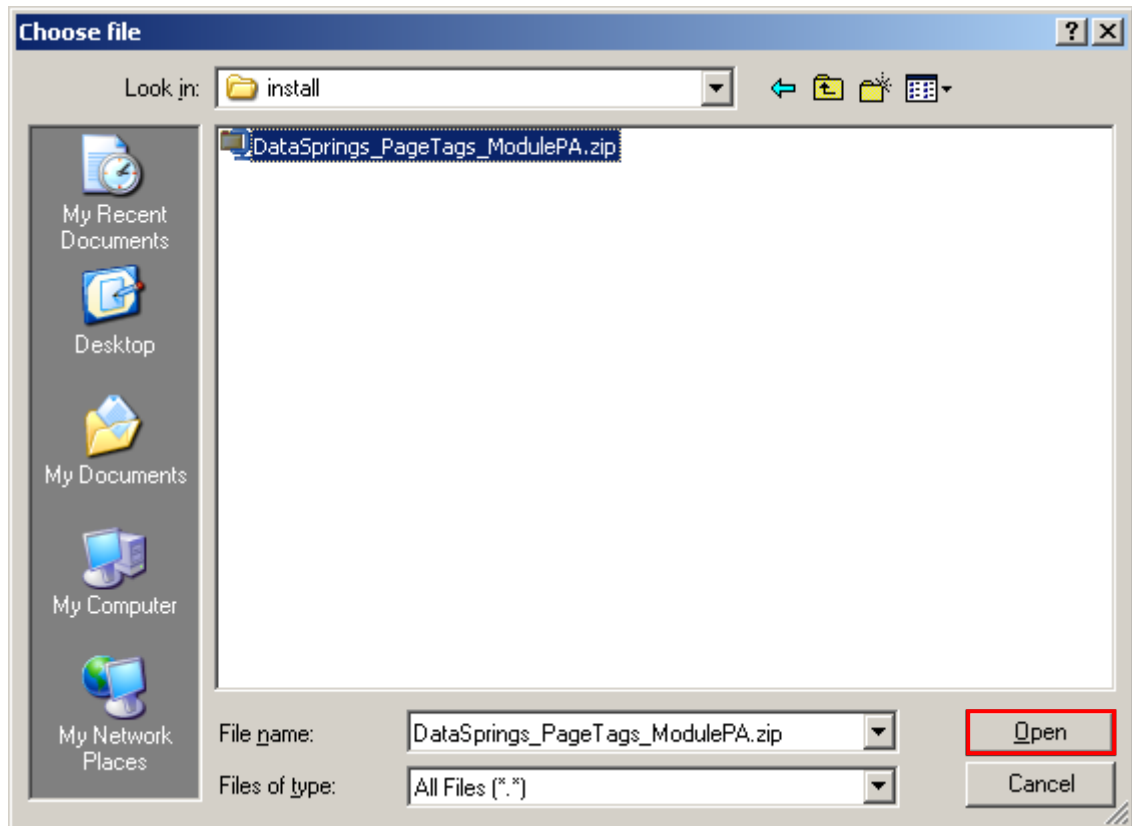 Choose file
Look in:
install
DataSprings_PageTags_ModulePA.zip
My Recent
Documents
Desktop
My Documents
My Computer
My Network
Places
File name:
DataSprings_PageTags_ModulePA.zip
Open
Files of type:
All Files (*.*)
Cancel